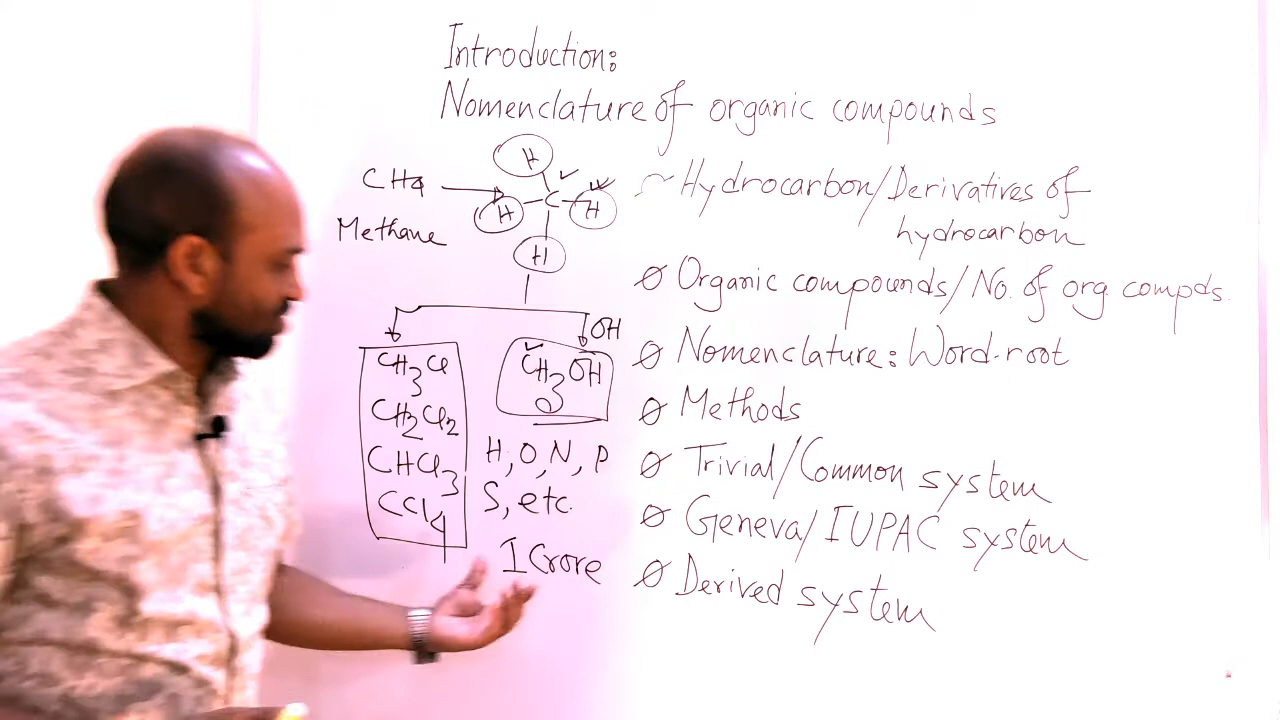 Introduction:
Nomenclature of organic compounds
CH4
Methane
H
H C H
H
OH
CH3Cl
CH2Cl2
CHCl3
CCl4
CH3OH
H, O, N, P
S, etc.
1 Crore
Hydrocarbon/Derivatives of
hydrocarbon
Organic compounds/No. of org. compds.
Nomenclature: Word-root
Methods
Trivial/Common system
Geneva/IUPAC system
Derived system